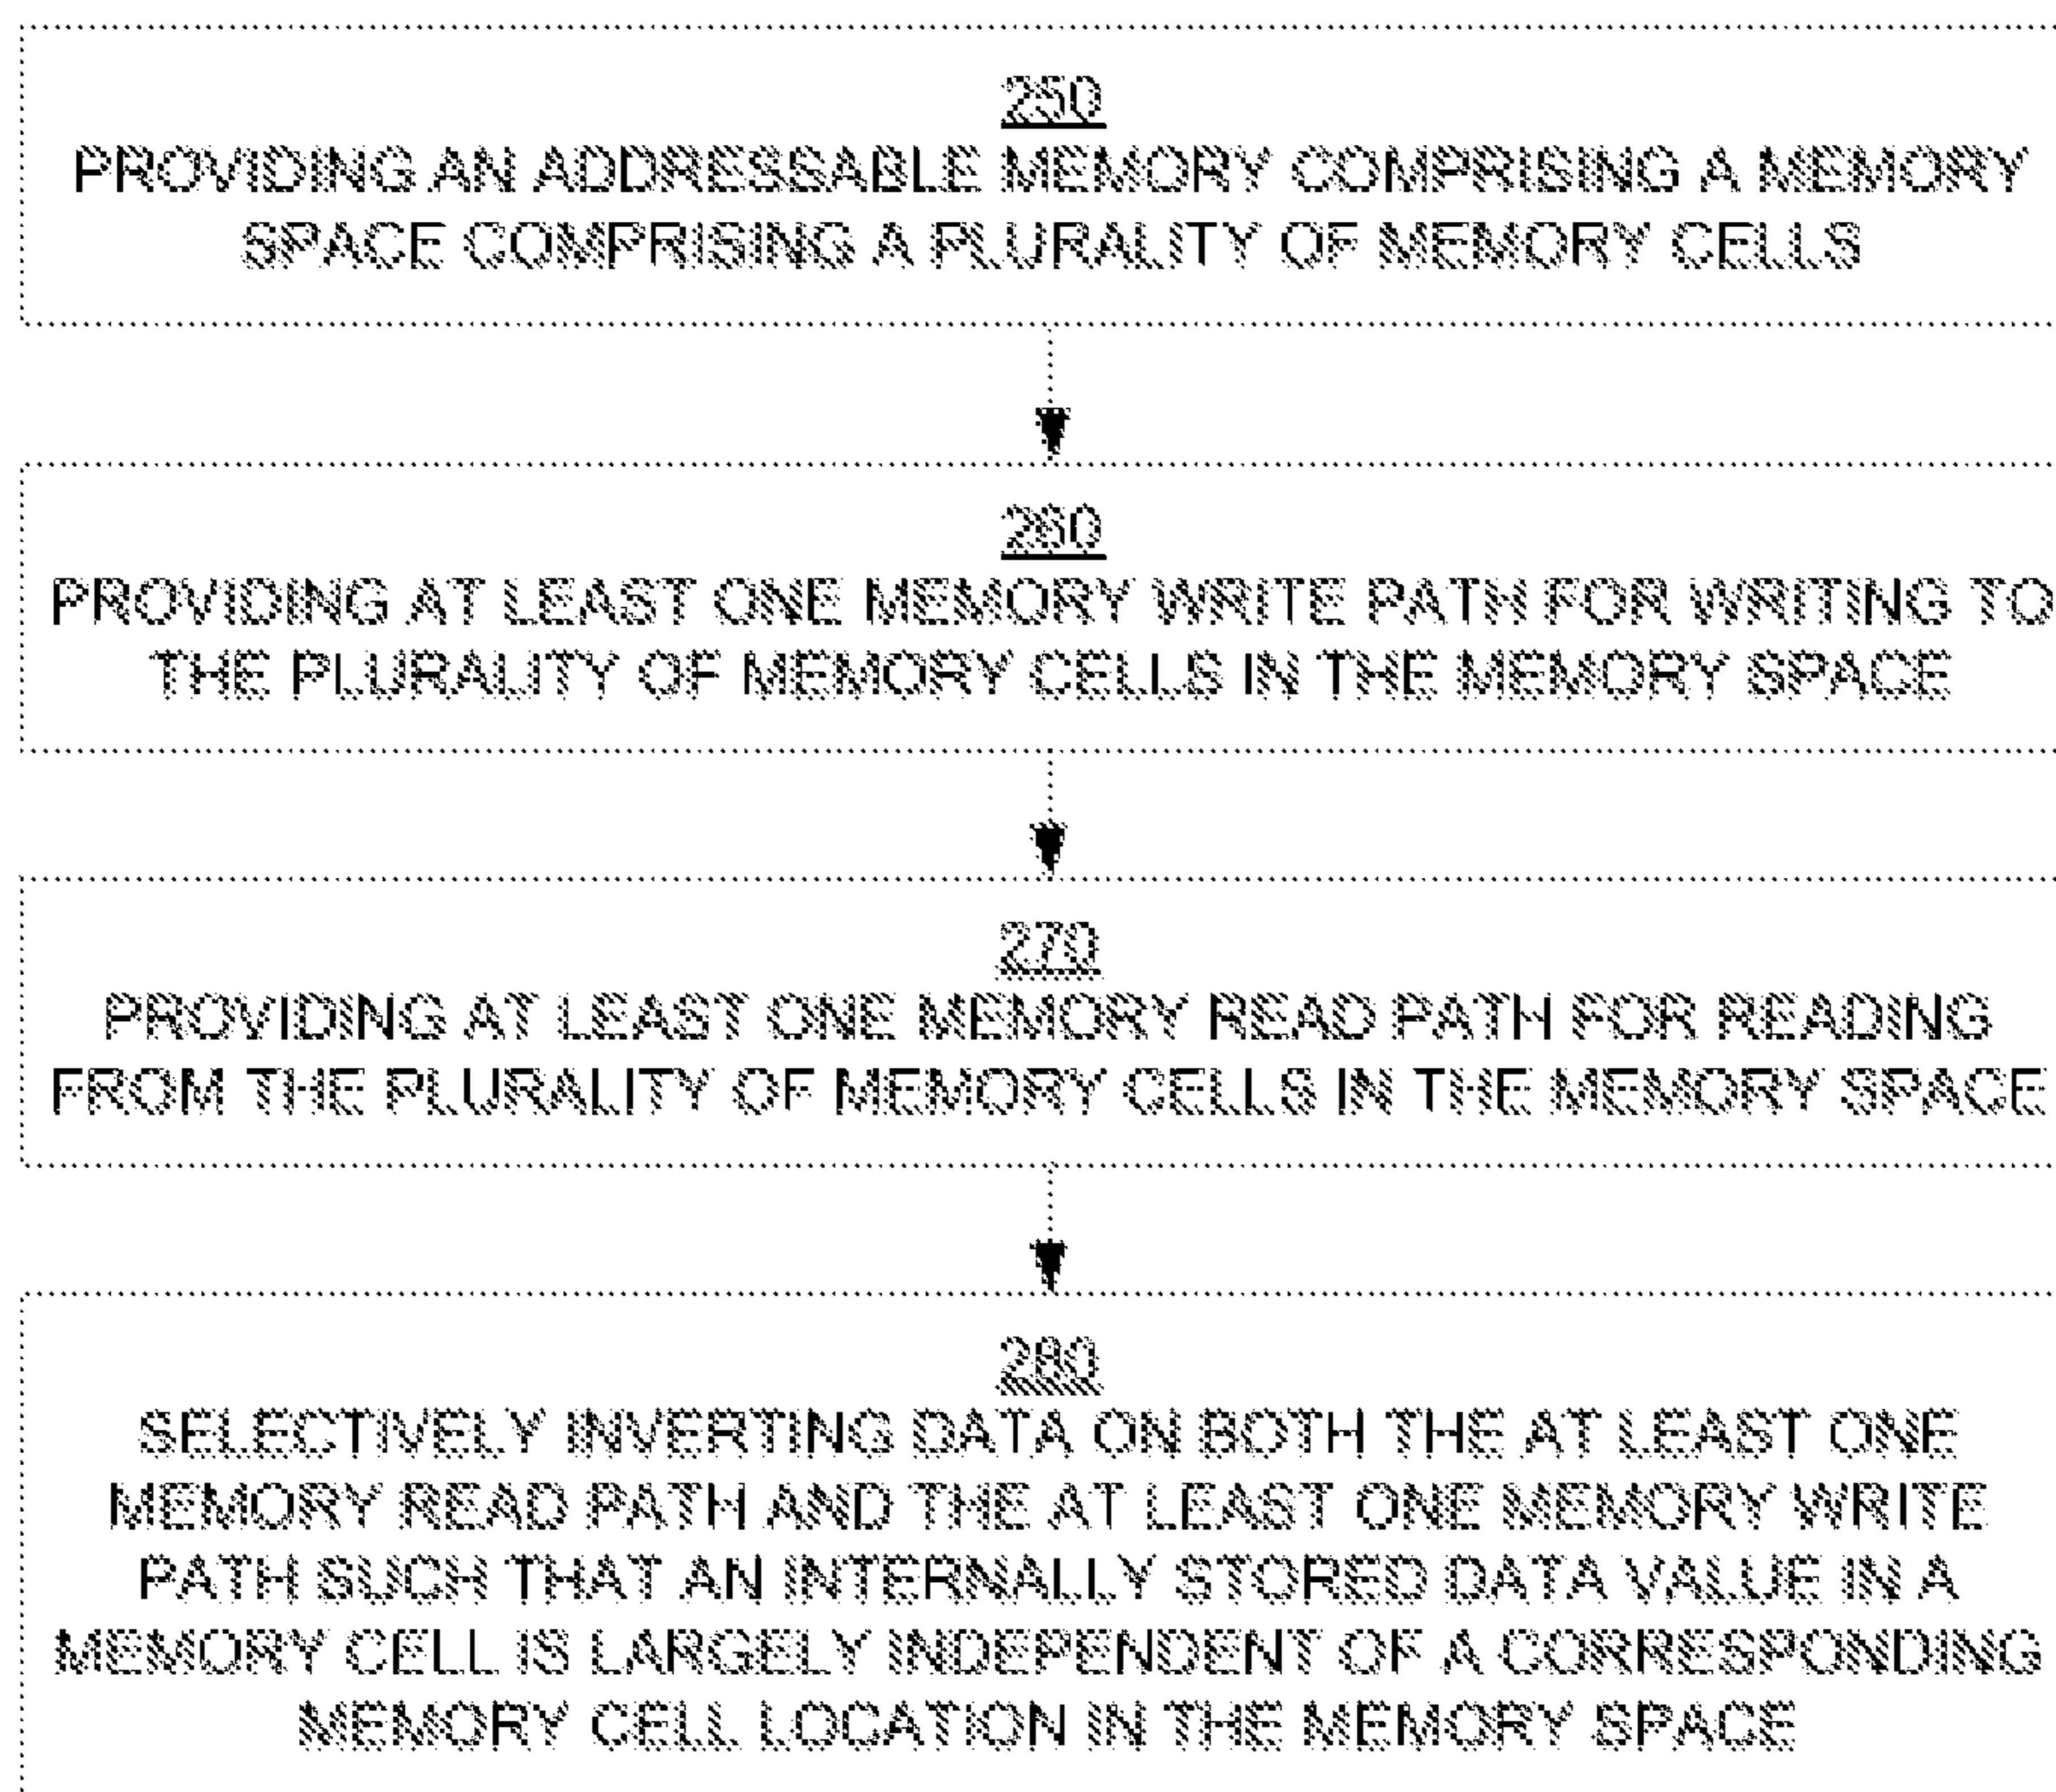 250
PROVIDING AN ADDRESSABLE MEMORY COMPRISING A MEMORY
SPACE COMPRISING A PLURALITY OF MEMORY CELLS
260
PROVIDING AT LEAST ONE MEMORY WRITE PATH FOR WRITING TO
THE PLURALITY OF MEMORY CELLS IN THE MEMORY SPACE
270
PROVIDING AT LEAST ONE MEMORY READ PATH FOR READING
FROM THE PLURALITY OF MEMORY CELLS IN THE MEMORY SPACE
280
SELECTIVELY INVERTING DATA ON BOTH THE AT LEAST ONE
MEMORY READ PATH AND THE AT LEAST ONE MEMORY WRITE
PATH SUCH THAT AN INTERNALLY STORED DATA VALUE IN A
MEMORY CELL IS LARGELY INDEPENDENT OF A CORRESPONDING
MEMORY CELL LOCATION IN THE MEMORY SPACE